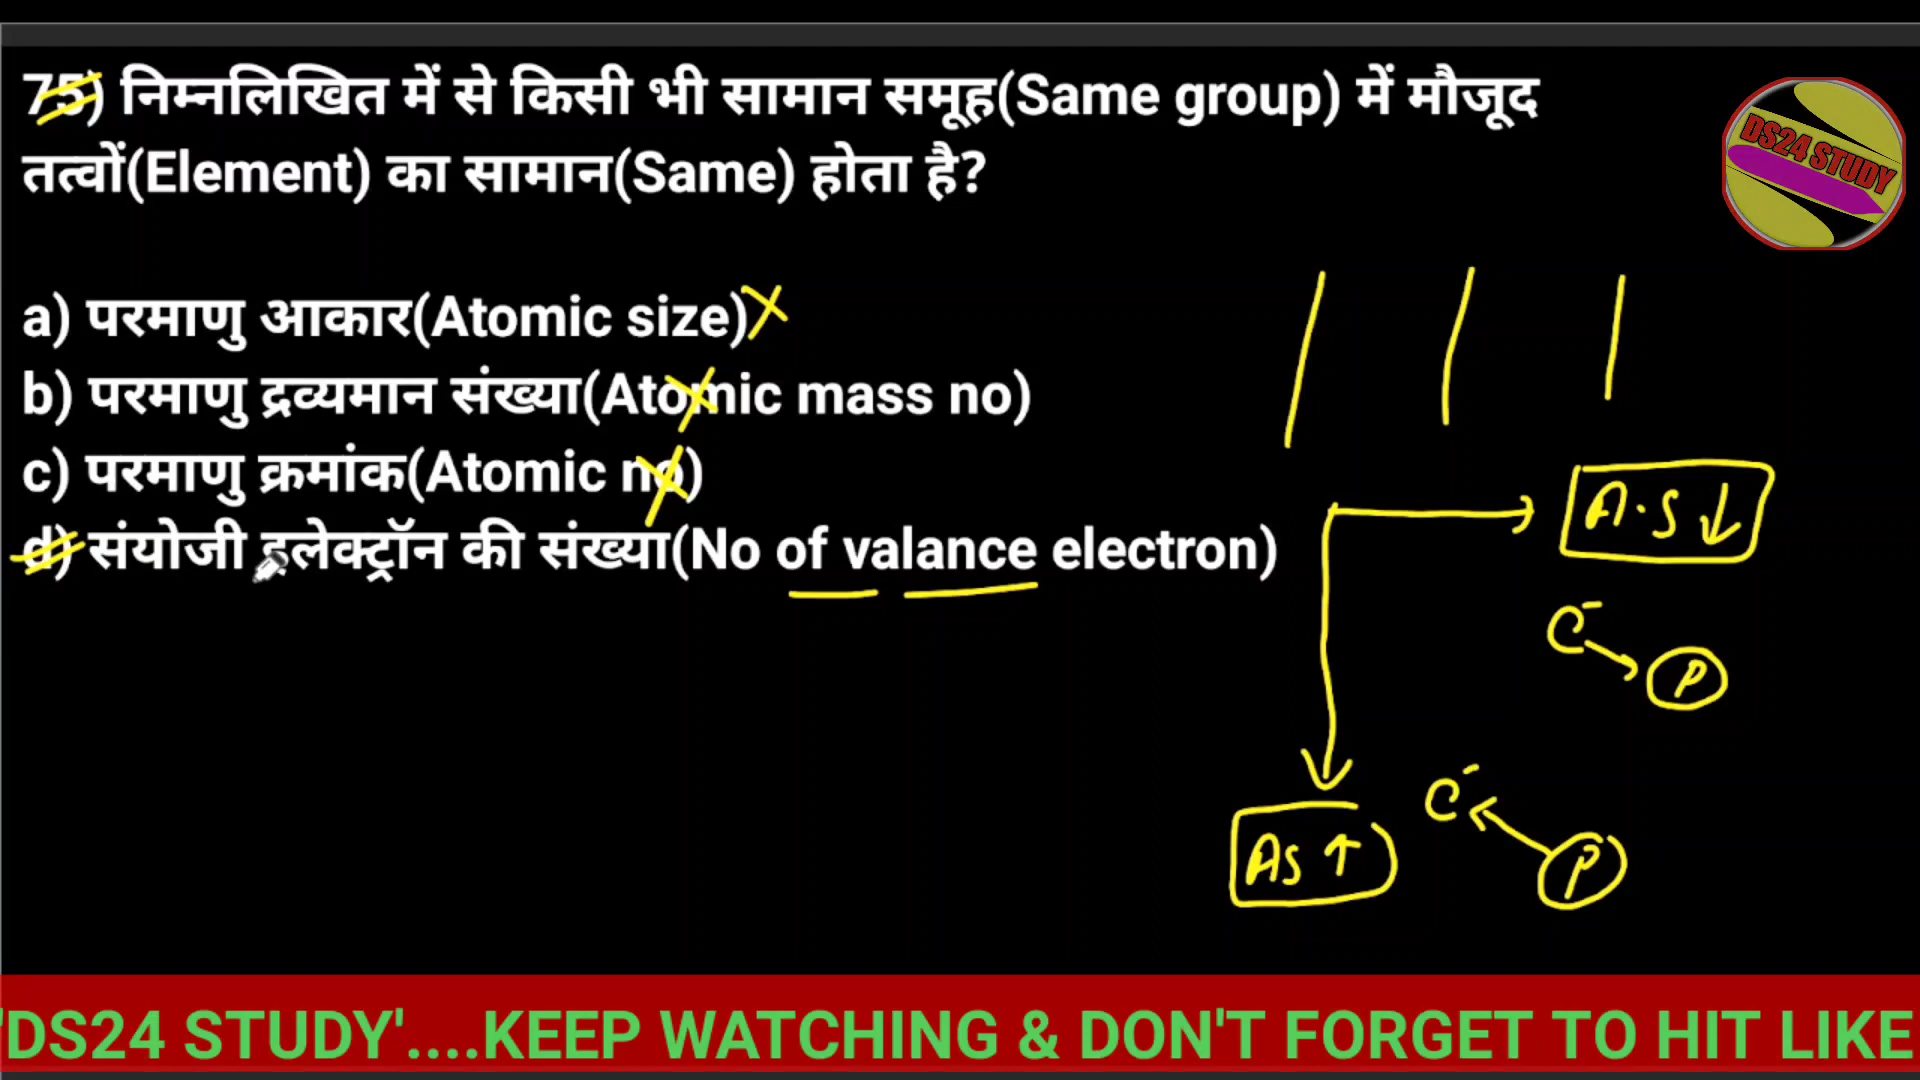 75) निम्नलिखित में से किसी भी सामान समूह(Same group) में मौजूद
तत्वों(Element) का सामान(Same) होता है?
DS24 STUDY
a) परमाणु आकार(Atomic size)
b) परमाणु द्रव्यमान संख्या(Atomic mass no)
c) परमाणु क्रमांक(Atomic no)
d) संयोजी इलेक्ट्रॉन की संख्या(No of valance electron)
A.S ↓
e⁻
P
e⁻
AS ↑
P
'DS24 STUDY'....KEEP WATCHING & DON'T FORGET TO HIT LIKE